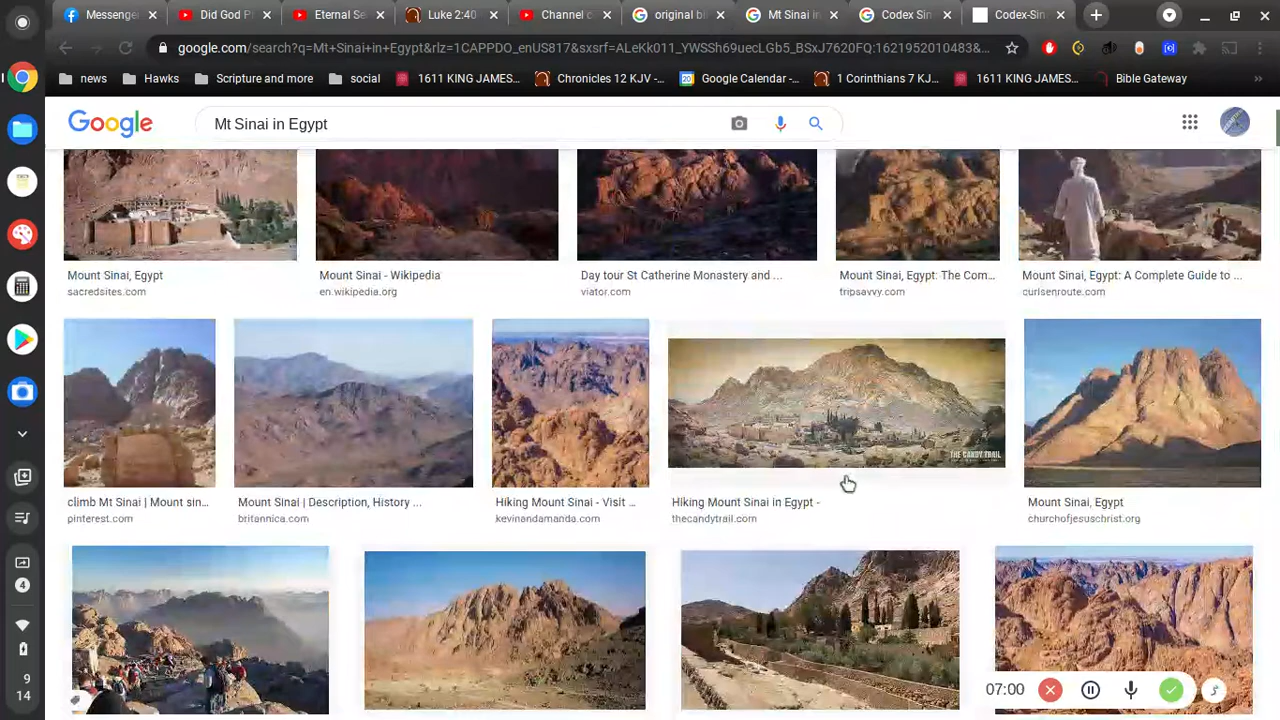 Messenger
Did God P
Eternal Se
Luke 2:40
Channel c
original bi
Mt Sinai in
Codex Sin
Codex-Sin
google.com/search?q=Mt+Sinai+in+Egypt&rlz=1CAPPDO_enUS817&sxsrf=ALeKk011_YWSSh69uecLGb5_BSxJ7620FQ:1621952010483&...
news
Hawks
Scripture and more
social
1611 KING JAMES...
Chronicles 12 KJV -...
Google Calendar -...
1 Corinthians 7 KJ...
1611 KING JAMES...
Bible Gateway
»
Google
Mt Sinai in Egypt
Mount Sinai, Egypt
sacredsites.com
Mount Sinai - Wikipedia
en.wikipedia.org
Day tour St Catherine Monastery and ...
viator.com
Mount Sinai, Egypt: The Com...
tripsavvy.com
Mount Sinai, Egypt: A Complete Guide to ...
curlsenroute.com
THE CANDY TRAIL
climb Mt Sinai | Mount sin...
pinterest.com
Mount Sinai | Description, History ...
britannica.com
Hiking Mount Sinai - Visit ...
kevinandamanda.com
Hiking Mount Sinai in Egypt -
thecandytrail.com
Mount Sinai, Egypt
churchofjesuschrist.org
4
9
14
07:00